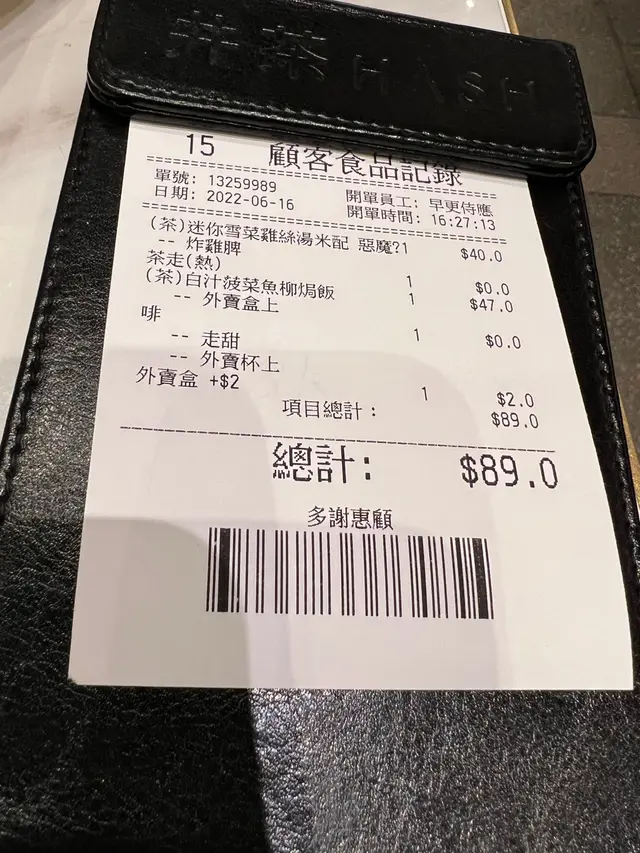 井茶 HASH
15 顧客食品記錄
單號: 13259989
日期: 2022-06-16 開單員工: 早更侍應
開單時間: 16:27:13
(茶)迷你雪菜雞絲湯米配 惡魔?1 $40.0
-- 炸雞脾
茶走(熱) 1 $0.0
(茶)白汁菠菜魚柳焗飯 1 $47.0
-- 外賣盒上
啡 1 $0.0
-- 走甜
-- 外賣杯上
外賣盒 +$2 1 $2.0
項目總計: $89.0
總計: $89.0
多謝惠顧